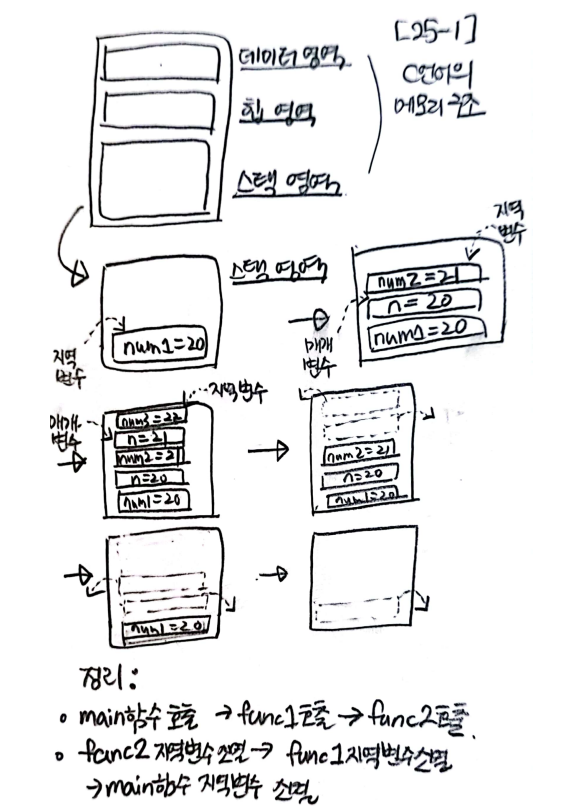 [25-1]
C언어의
메모리 구조
데이터 영역
힙 영역
스택 영역
스택 영역
num1=20
지역
변수
지역
변수
num2=21
n=20
num1=20
매개
변수
지역변수
매개
변수
num3=22
n=21
num2=21
n=20
num1=20
num2=21
n=20
num1=20
num1=20
정리:
• main함수 호출 → func1호출 → func2호출.
• func2 지역변수 소멸 → func1지역변수소멸
→ main함수 지역변수 소멸